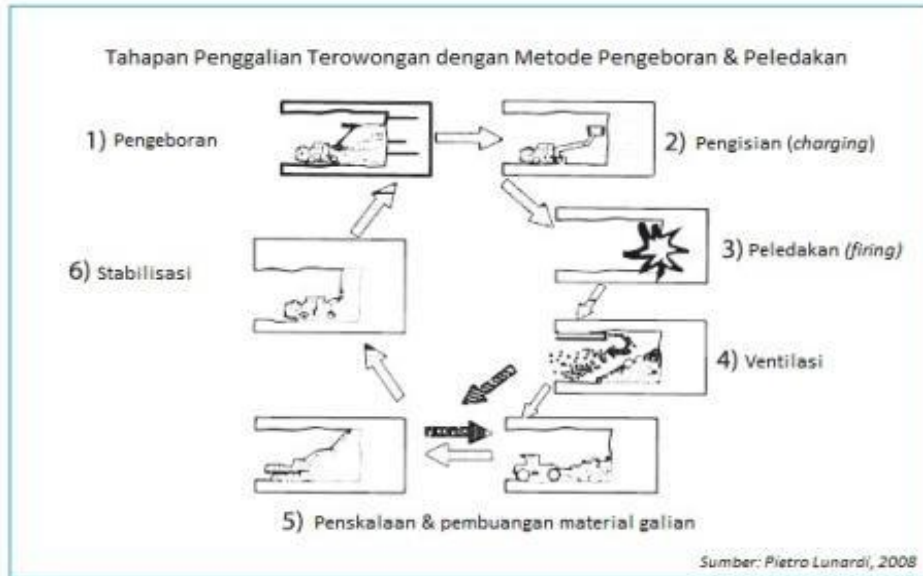 Tahapan Penggalian Terowongan dengan Metode Pengeboran & Peledakan
1) Pengeboran
2) Pengisian (charging)
3) Peledakan (firing)
6) Stabilisasi
4) Ventilasi
5) Penskalaan & pembuangan material galian
Sumber: Pietro Lunardi, 2008